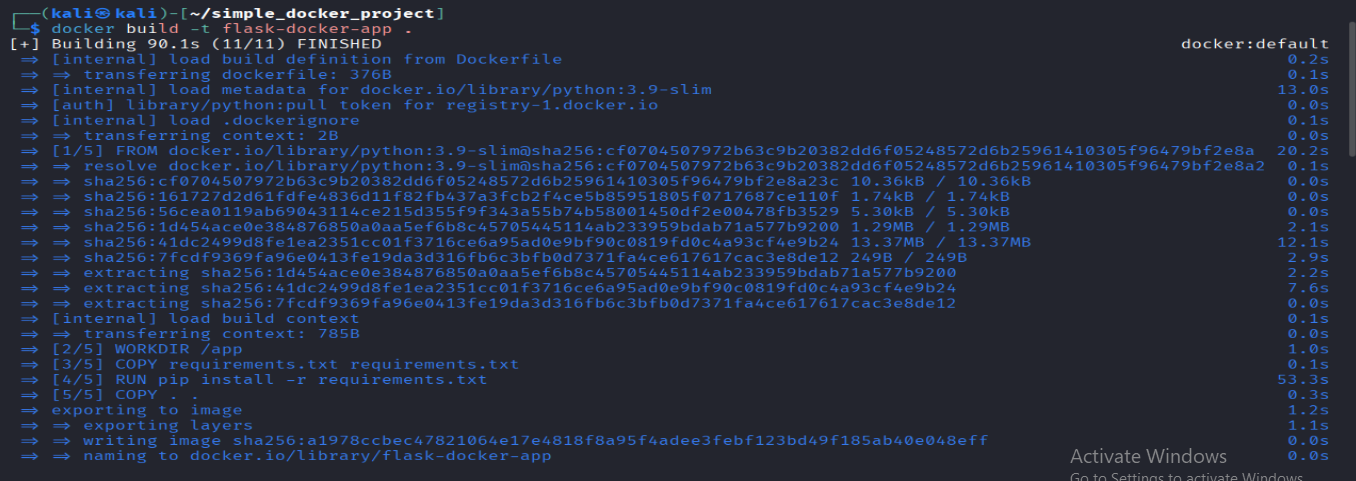 ┌──(kali㉿kali)-[~/simple_docker_project]
└─$ docker build -t flask-docker-app .
[+] Building 90.1s (11/11) FINISHED docker:default
⇒ [internal] load build definition from Dockerfile 0.2s
⇒ ⇒ transferring dockerfile: 376B 0.1s
⇒ [internal] load metadata for docker.io/library/python:3.9-slim 13.0s
⇒ [auth] library/python:pull token for registry-1.docker.io 0.0s
⇒ [internal] load .dockerignore 0.1s
⇒ ⇒ transferring context: 2B 0.0s
⇒ [1/5] FROM docker.io/library/python:3.9-slim@sha256:cf0704507972b63c9b20382dd6f05248572d6b25961410305f96479bf2e8a 20.2s
⇒ ⇒ resolve docker.io/library/python:3.9-slim@sha256:cf0704507972b63c9b20382dd6f05248572d6b25961410305f96479bf2e8a2 0.1s
⇒ ⇒ sha256:cf0704507972b63c9b20382dd6f05248572d6b25961410305f96479bf2e8a23c 10.36kB / 10.36kB 0.0s
⇒ ⇒ sha256:161727d2d61fdfe4836d11f82fb437a3fcb2f4ce5b85951805f0717687ce110f 1.74kB / 1.74kB 0.0s
⇒ ⇒ sha256:56cea0119ab69043114ce215d355f9f343a55b74b58001450df2e00478fb3529 5.30kB / 5.30kB 0.0s
⇒ ⇒ sha256:1d454ace0e384876850a0aa5ef6b8c45705445114ab233959bdab71a577b9200 1.29MB / 1.29MB 2.1s
⇒ ⇒ sha256:41dc2499d8fe1ea2351cc01f3716ce6a95ad0e9bf90c0819fd0c4a93cf4e9b24 13.37MB / 13.37MB 12.1s
⇒ ⇒ sha256:7fcdf9369fa96e0413fe19da3d316fb6c3bfb0d7371fa4ce617617cac3e8de12 249B / 249B 2.9s
⇒ ⇒ extracting sha256:1d454ace0e384876850a0aa5ef6b8c45705445114ab233959bdab71a577b9200 2.2s
⇒ ⇒ extracting sha256:41dc2499d8fe1ea2351cc01f3716ce6a95ad0e9bf90c0819fd0c4a93cf4e9b24 7.6s
⇒ ⇒ extracting sha256:7fcdf9369fa96e0413fe19da3d316fb6c3bfb0d7371fa4ce617617cac3e8de12 0.0s
⇒ [internal] load build context 0.1s
⇒ ⇒ transferring context: 785B 0.0s
⇒ [2/5] WORKDIR /app 1.0s
⇒ [3/5] COPY requirements.txt requirements.txt 0.1s
⇒ [4/5] RUN pip install -r requirements.txt 53.3s
⇒ [5/5] COPY . . 0.3s
⇒ exporting to image 1.2s
⇒ ⇒ exporting layers 1.1s
⇒ ⇒ writing image sha256:a1978ccbec47821064e17e4818f8a95f4adee3febf123bd49f185ab40e048eff 0.0s
⇒ ⇒ naming to docker.io/library/flask-docker-app 0.0s
Activate Windows
Go to Settings to activate Windows.